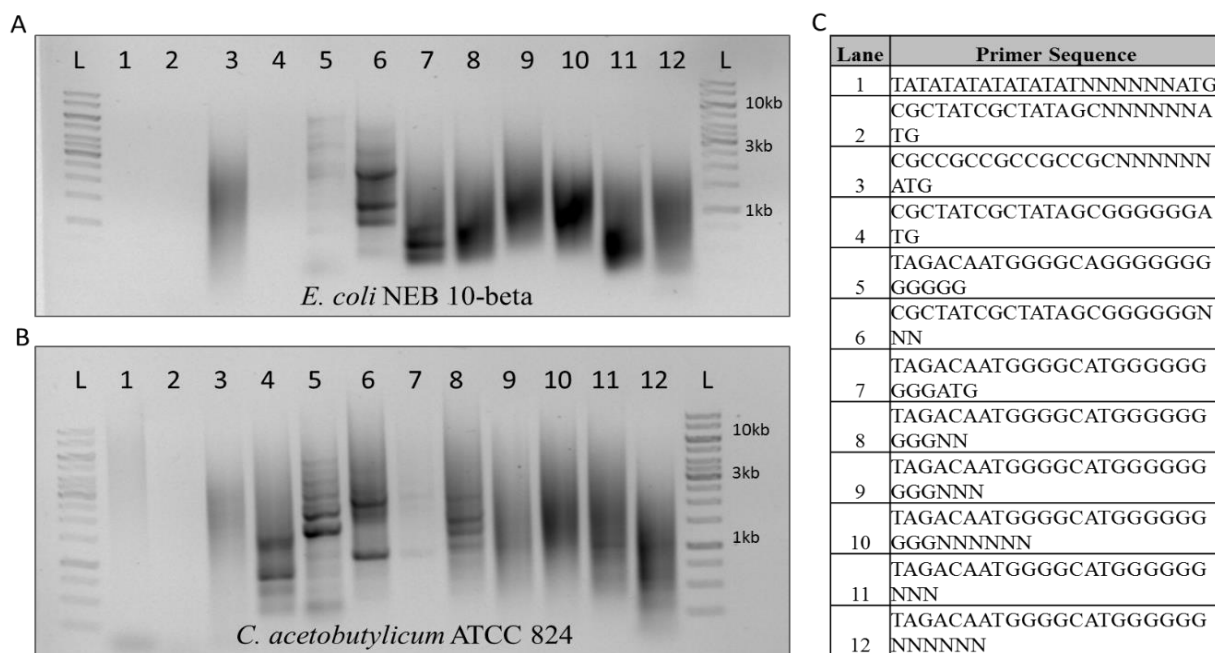 A
L 1 2 3 4 5 6 7 8 9 10 11 12 L
10kb
3kb
1kb
E. coli NEB 10-beta
B
L 1 2 3 4 5 6 7 8 9 10 11 12 L
10kb
3kb
1kb
C. acetobutylicum ATCC 824
C
Lane Primer Sequence
1 TATATATATATATATNNNNNNATG
2 CGCTATCGCTATAGCNNNNNNA
TG
3 CGCCGCCGCCGCCGCNNNNNN
ATG
4 CGCTATCGCTATAGCGGGGGGA
TG
5 TAGACAATGGGGCAGGGGGGG
GGGGG
6 CGCTATCGCTATAGCGGGGGGN
NN
7 TAGACAATGGGGCATGGGGGG
GGGATG
8 TAGACAATGGGGCATGGGGGG
GGGNN
9 TAGACAATGGGGCATGGGGGG
GGGNNN
10 TAGACAATGGGGCATGGGGGG
GGGNNNNNN
11 TAGACAATGGGGCATGGGGGG
NNN
12 TAGACAATGGGGCATGGGGGG
NNNNNN